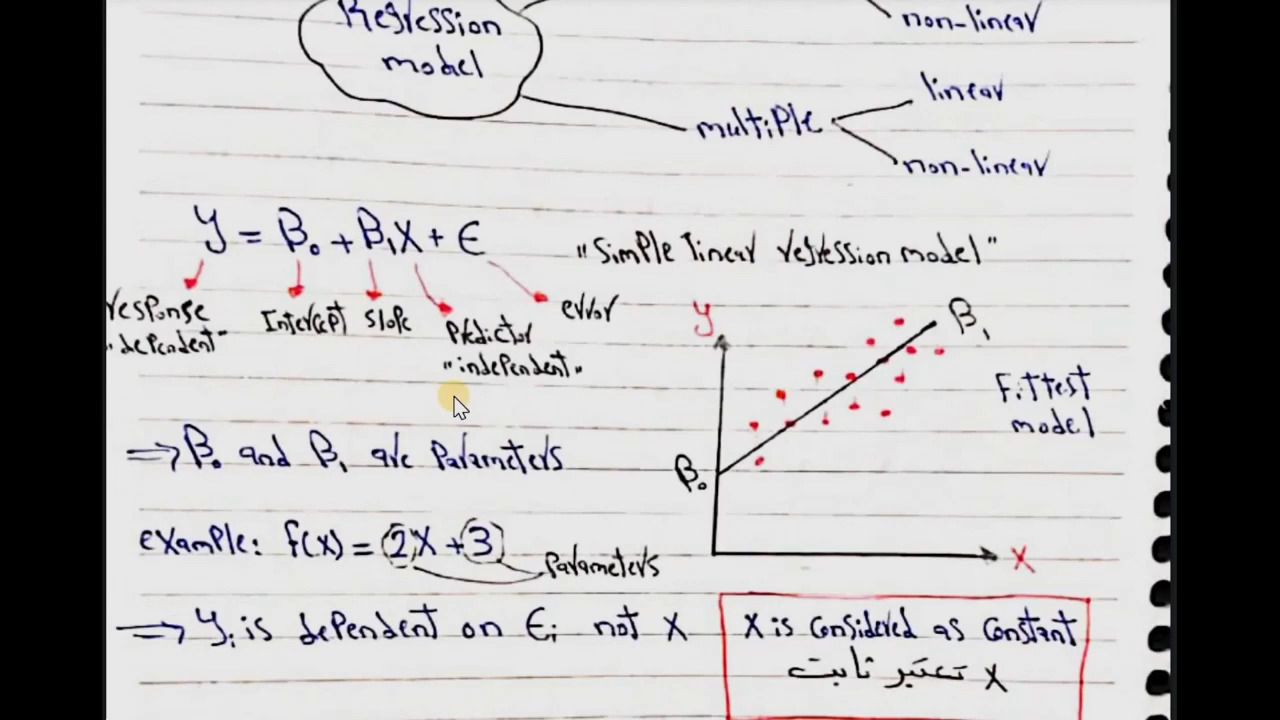 Regression
model
non-linear
multiple
linear
non-linear
y = β₀ + β₁X + ϵ
"Simple linear regression model"
response
"dependent"
Intercept
slope
Predictor
"independent"
error
y
β₁
Fittest
model
β₀
X
⇒ β₀ and β₁ are Parameters
example: f(x) = 2X + 3
Parameters
⇒ yᵢ is dependent on ϵᵢ not X
X is considered as constant
X تعتبر ثابت